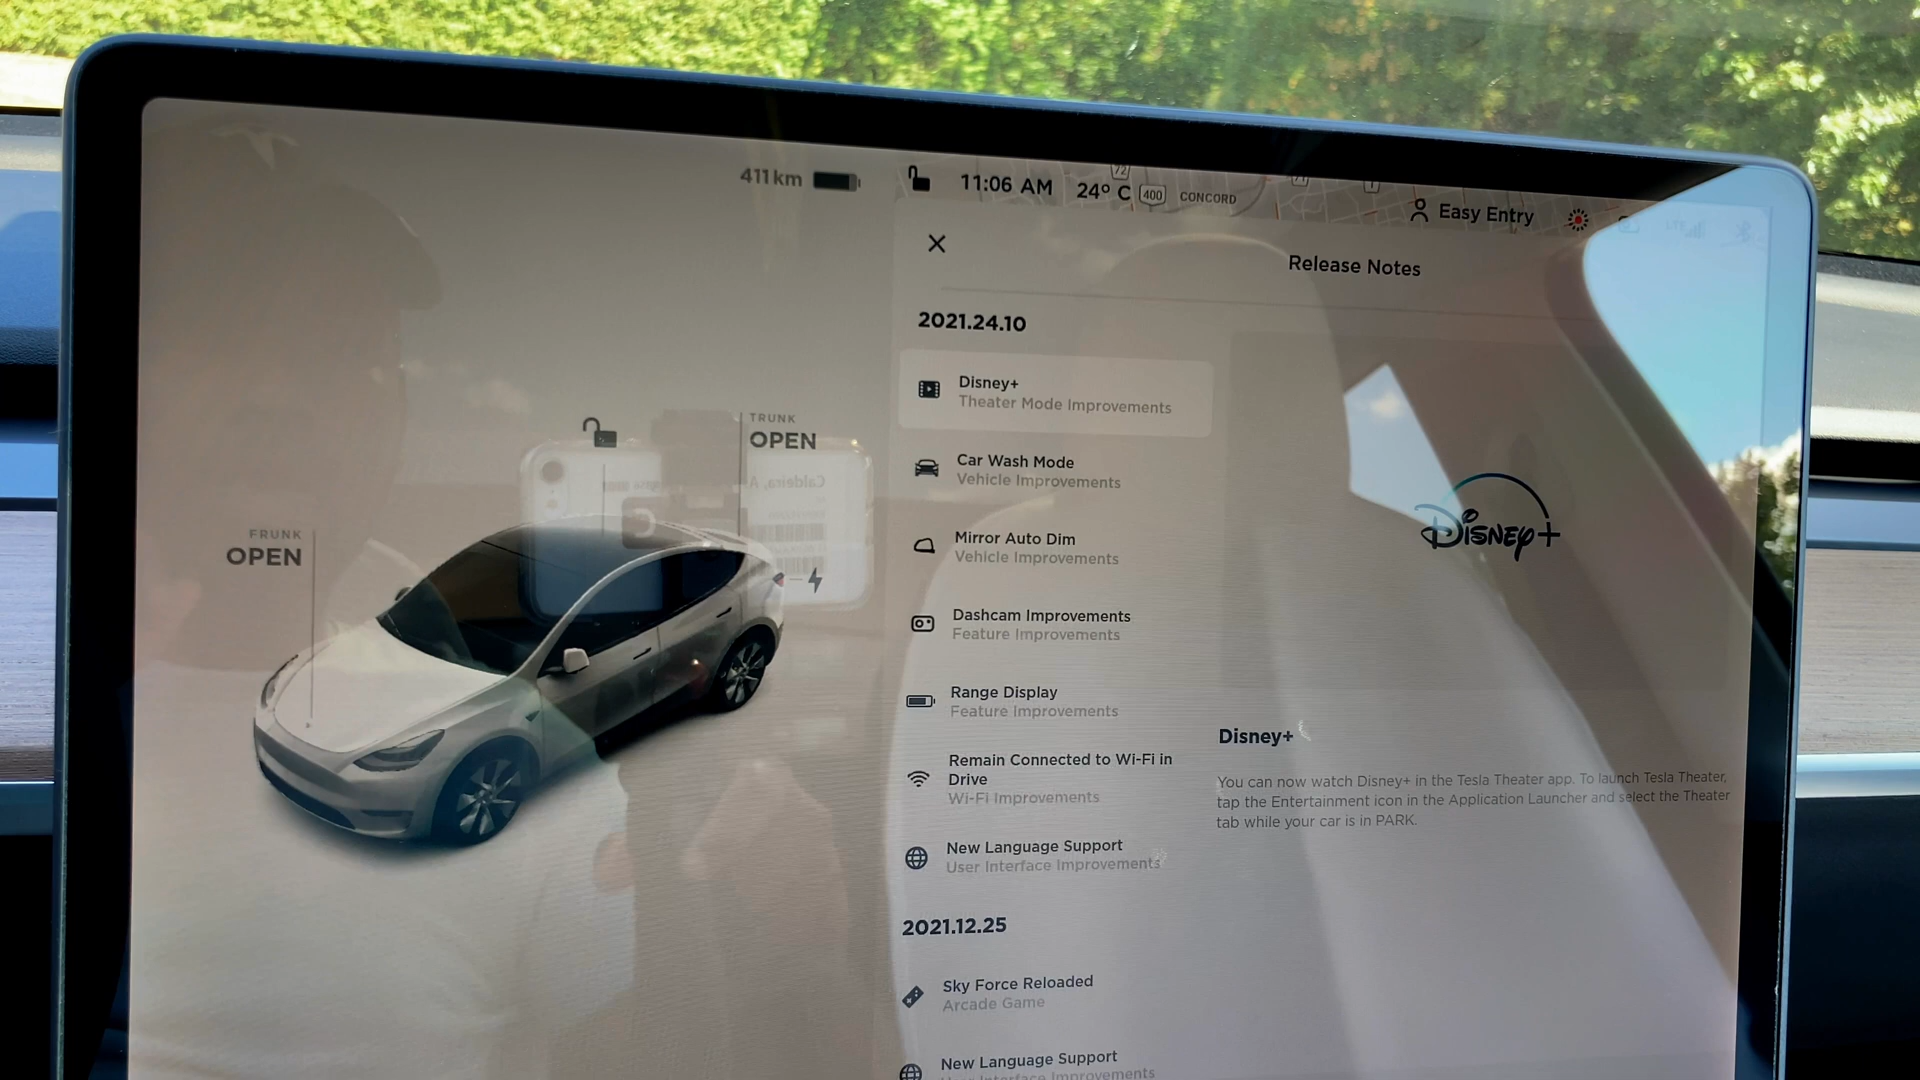 411 km
11:06 AM
24° C
72
400
CONCORD
Easy Entry
Release Notes
2021.24.10
Disney+
Theater Mode Improvements
Car Wash Mode
Vehicle Improvements
Mirror Auto Dim
Vehicle Improvements
Dashcam Improvements
Feature Improvements
Range Display
Feature Improvements
Remain Connected to Wi-Fi in
Drive
Wi-Fi Improvements
New Language Support
User Interface Improvements
2021.12.25
Sky Force Reloaded
Arcade Game
New Language Support
User Interface Improvements
TRUNK
OPEN
FRUNK
OPEN
Caldeira, A
Disney+
Disney+
You can now watch Disney+ in the Tesla Theater app. To launch Tesla Theater,
tap the Entertainment icon in the Application Launcher and select the Theater
tab while your car is in PARK.